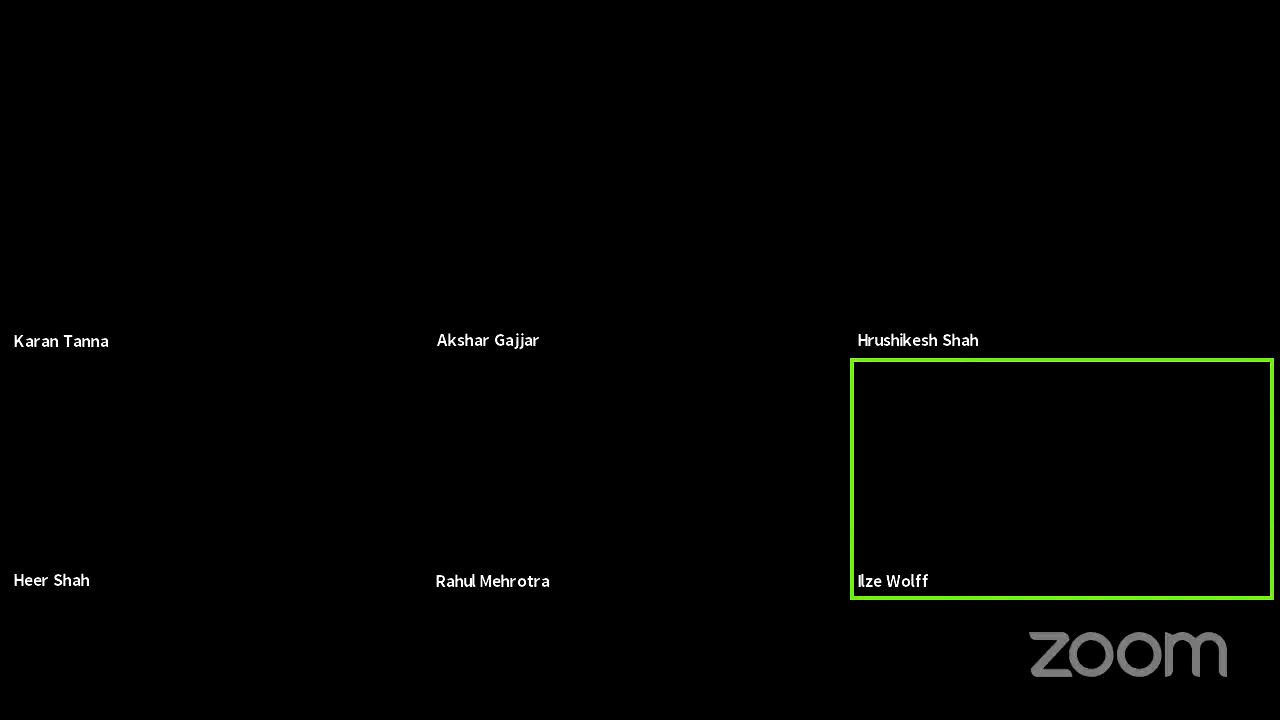 Karan Tanna
Akshar Gajjar
Hrushikesh Shah
Heer Shah
Rahul Mehrotra
Ilze Wolff
zoom